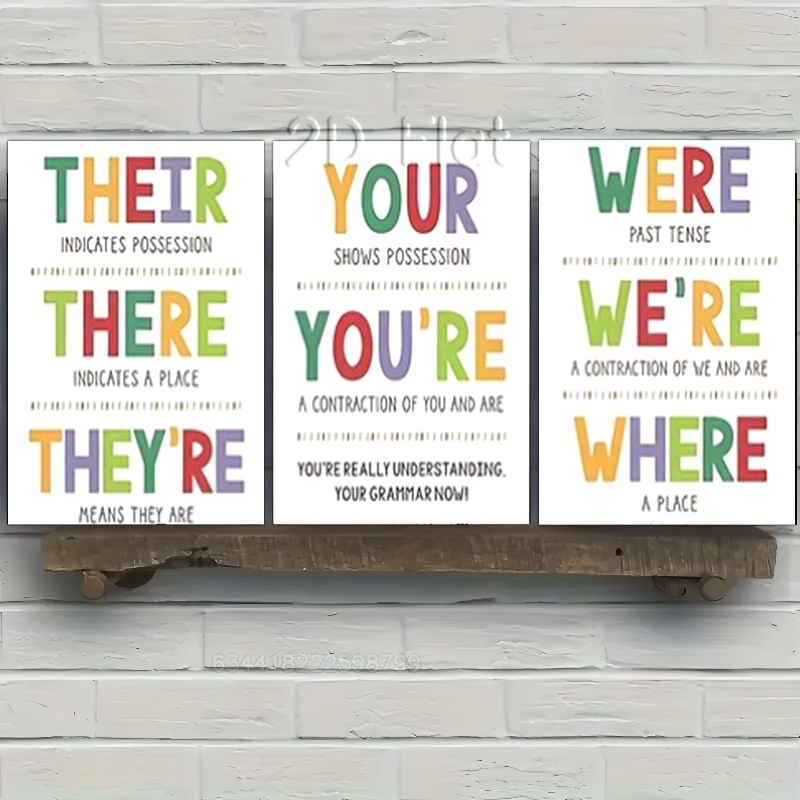 2D Flat
THEIR
INDICATES POSSESSION
THERE
INDICATES A PLACE
THEY'RE
MEANS THEY ARE
YOUR
SHOWS POSSESSION
YOU'RE
A CONTRACTION OF YOU AND ARE
YOU'RE REALLY UNDERSTANDING.
YOUR GRAMMAR NOW!
WERE
PAST TENSE
WE'RE
A CONTRACTION OF WE AND ARE
WHERE
A PLACE